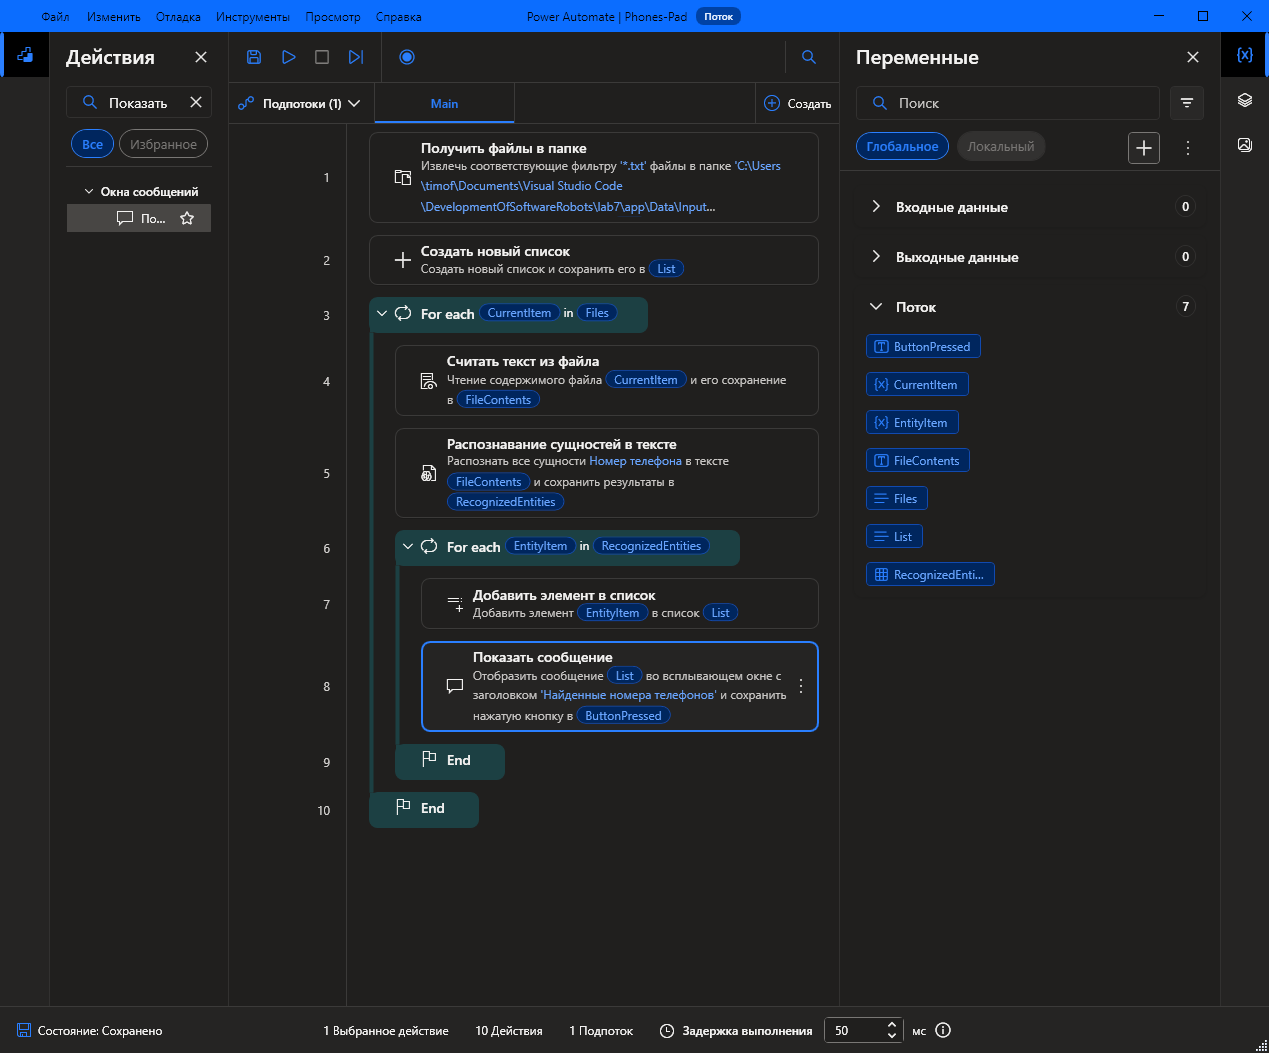 Файл Изменить Отладка Инструменты Просмотр Справка Power Automate | Phones-Pad Поток
Действия
Показать
Все Избранное
Окна сообщений
По...
Подпотоки (1) Main Создать
1
Получить файлы в папке
Извлечь соответствующие фильтру '*.txt' файлы в папке 'C:\Users
\timof\Documents\Visual Studio Code
\DevelopmentOfSoftwareRobots\lab7\app\Data\Input...
2
Создать новый список
Создать новый список и сохранить его в List
3
For each CurrentItem in Files
4
Считать текст из файла
Чтение содержимого файла CurrentItem и его сохранение
в FileContents
5
Распознавание сущностей в тексте
Распознать все сущности Номер телефона в тексте
FileContents и сохранить результаты в
RecognizedEntities
6
For each EntityItem in RecognizedEntities
7
Добавить элемент в список
Добавить элемент EntityItem в список List
8
Показать сообщение
Отобразить сообщение List во всплывающем окне с
заголовком 'Найденные номера телефонов' и сохранить
нажатую кнопку в ButtonPressed
9
End
10
End
Переменные
{x}
Поиск
Глобальное Локальный
Входные данные 0
Выходные данные 0
Поток 7
ButtonPressed
{x} CurrentItem
{x} EntityItem
FileContents
Files
List
RecognizedEnti...
Состояние: Сохранено 1 Выбранное действие 10 Действия 1 Подпоток Задержка выполнения 50 мс